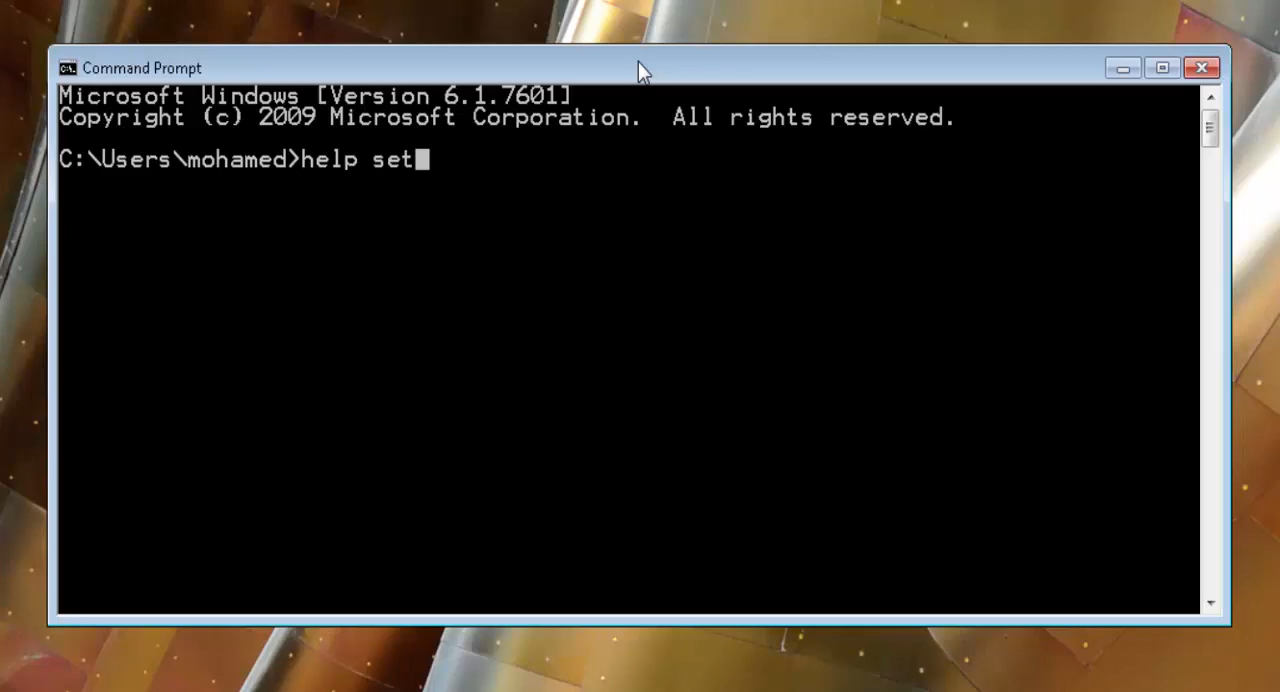 Command Prompt
Microsoft Windows [Version 6.1.7601]
Copyright (c) 2009 Microsoft Corporation.  All rights reserved.
C:\Users\mohamed>help set